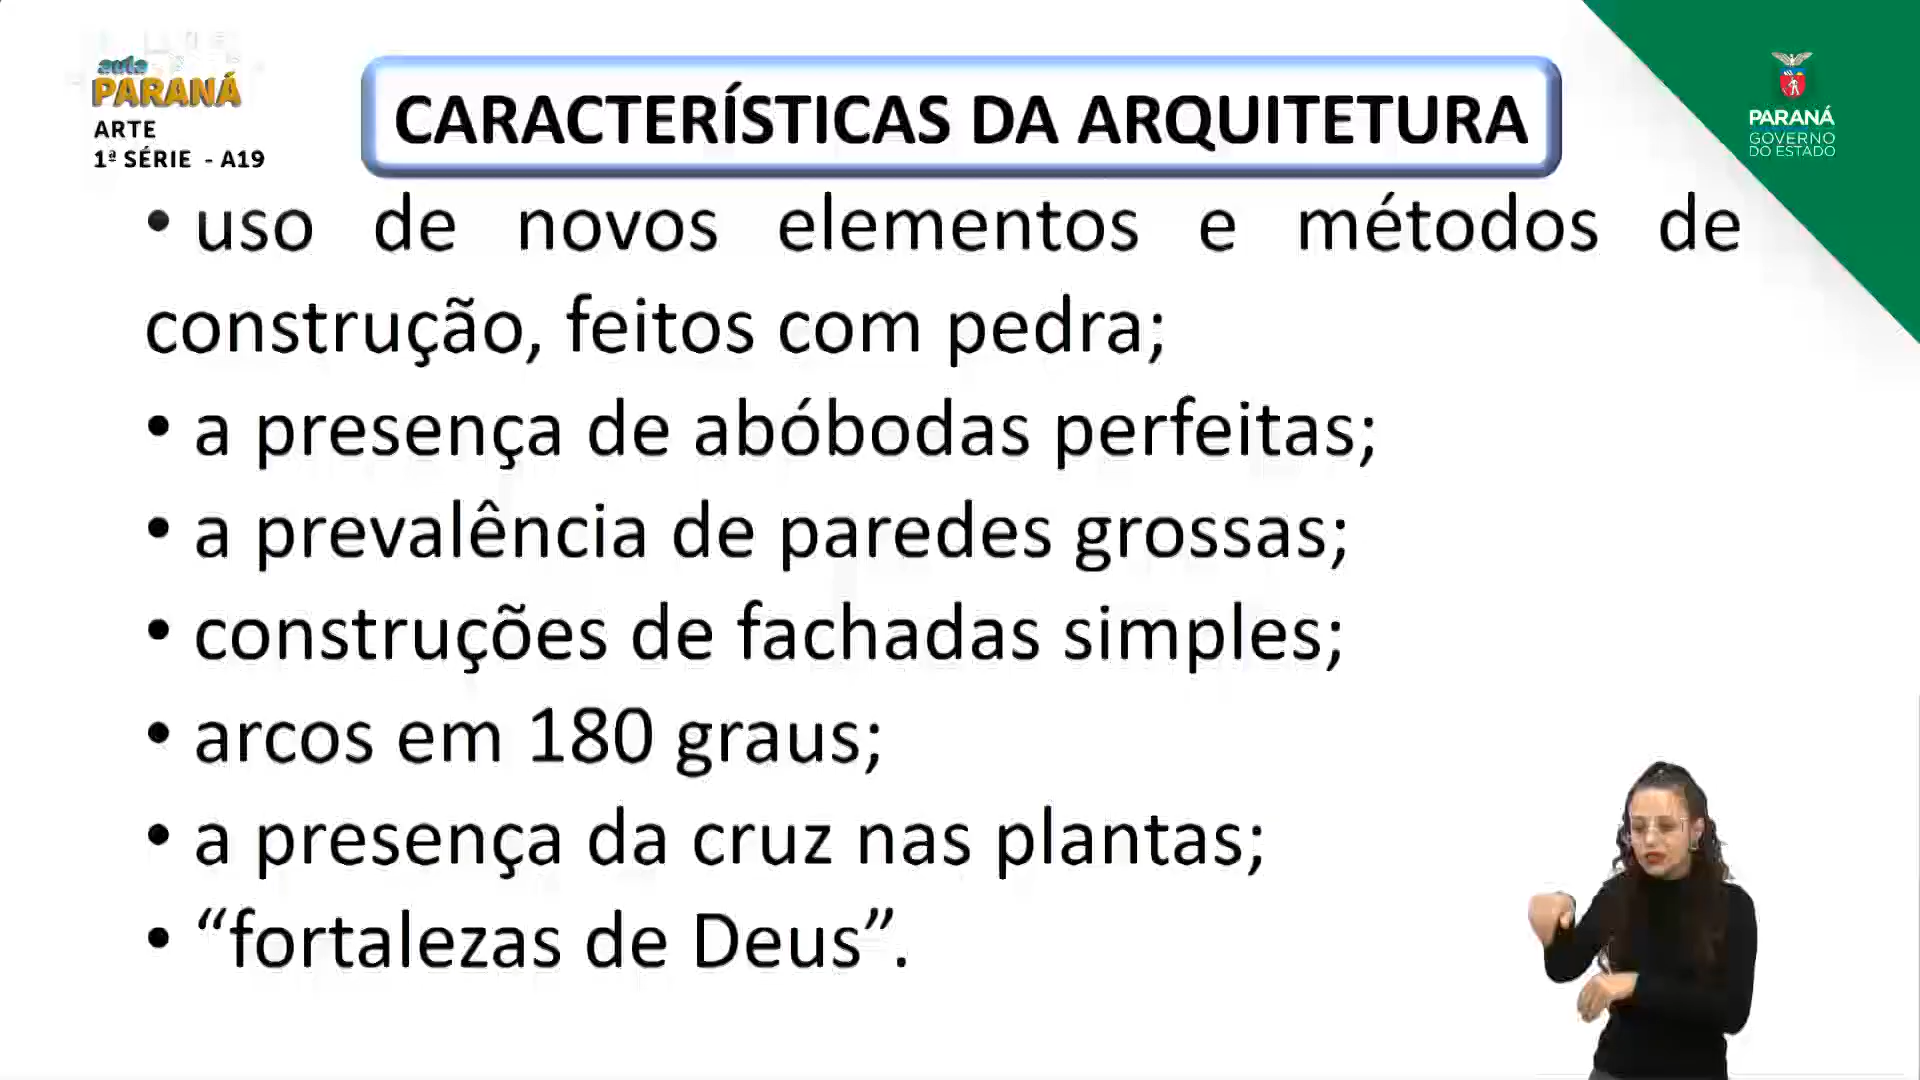 aula
PARANÁ
ARTE
1ª SÉRIE - A19
CARACTERÍSTICAS DA ARQUITETURA
PARANÁ
GOVERNO
DO ESTADO
• uso de novos elementos e métodos de
construção, feitos com pedra;
• a presença de abóbodas perfeitas;
• a prevalência de paredes grossas;
• construções de fachadas simples;
• arcos em 180 graus;
• a presença da cruz nas plantas;
• “fortalezas de Deus”.